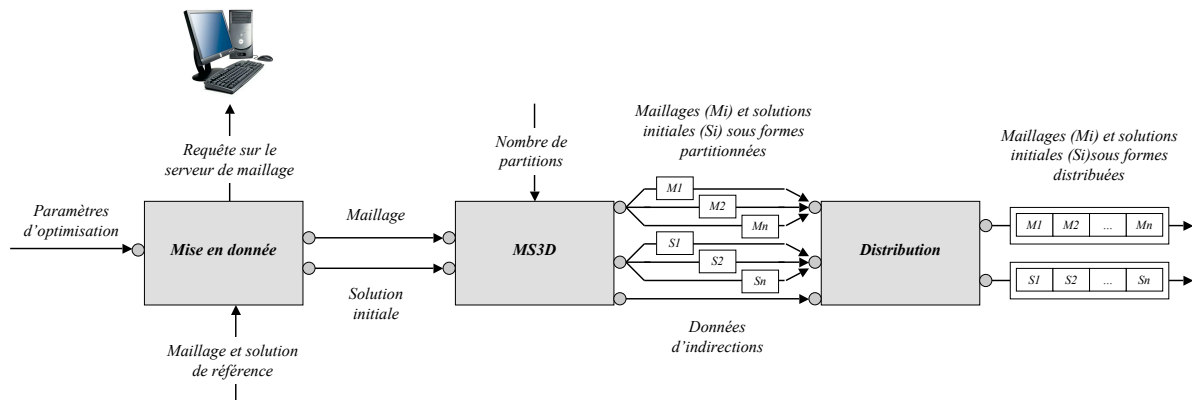 Requête sur le
serveur de maillage
Paramètres
d'optimisation
Mise en donnée
Maillage et solution
de référence
Maillage
Solution
initiale
Nombre de
partitions
MS3D
Maillages (Mi) et solutions
initiales (Si) sous formes
partitionnées
M1
M2
Mn
S1
S2
Sn
Données
d'indirections
Distribution
Maillages (Mi) et solutions
initiales (Si)sous formes
distribuées
M1 M2 ... Mn
S1 S2 ... Sn